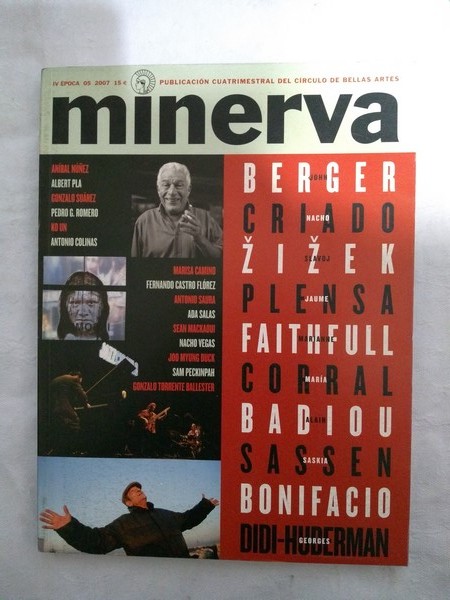 IV ÉPOCA 05 2007 15 €
PUBLICACIÓN CUATRIMESTRAL DEL CÍRCULO DE BELLAS ARTES
minerva
ANÍBAL NÚÑEZ
ALBERT PLA
GONZALO SUÁREZ
PEDRO G. ROMERO
KO UN
ANTONIO COLINAS
MARISA CAMINO
FERNANDO CASTRO FLÓREZ
ANTONIO SAURA
ADA SALAS
SEAN MACKAOUI
NACHO VEGAS
JOO MYUNG DUCK
SAM PECKINPAH
GONZALO TORRENTE BALLESTER
JOHN
BERGER
NACHO
CRIADO
SLAVOJ
ŽIŽEK
JAUME
PLENSA
MARIANNE
FAITHFULL
MARÍA
CORRAL
ALAIN
BADIOU
SASKIA
SASSEN
BONIFACIO
GEORGES
DIDI-HUBERMAN